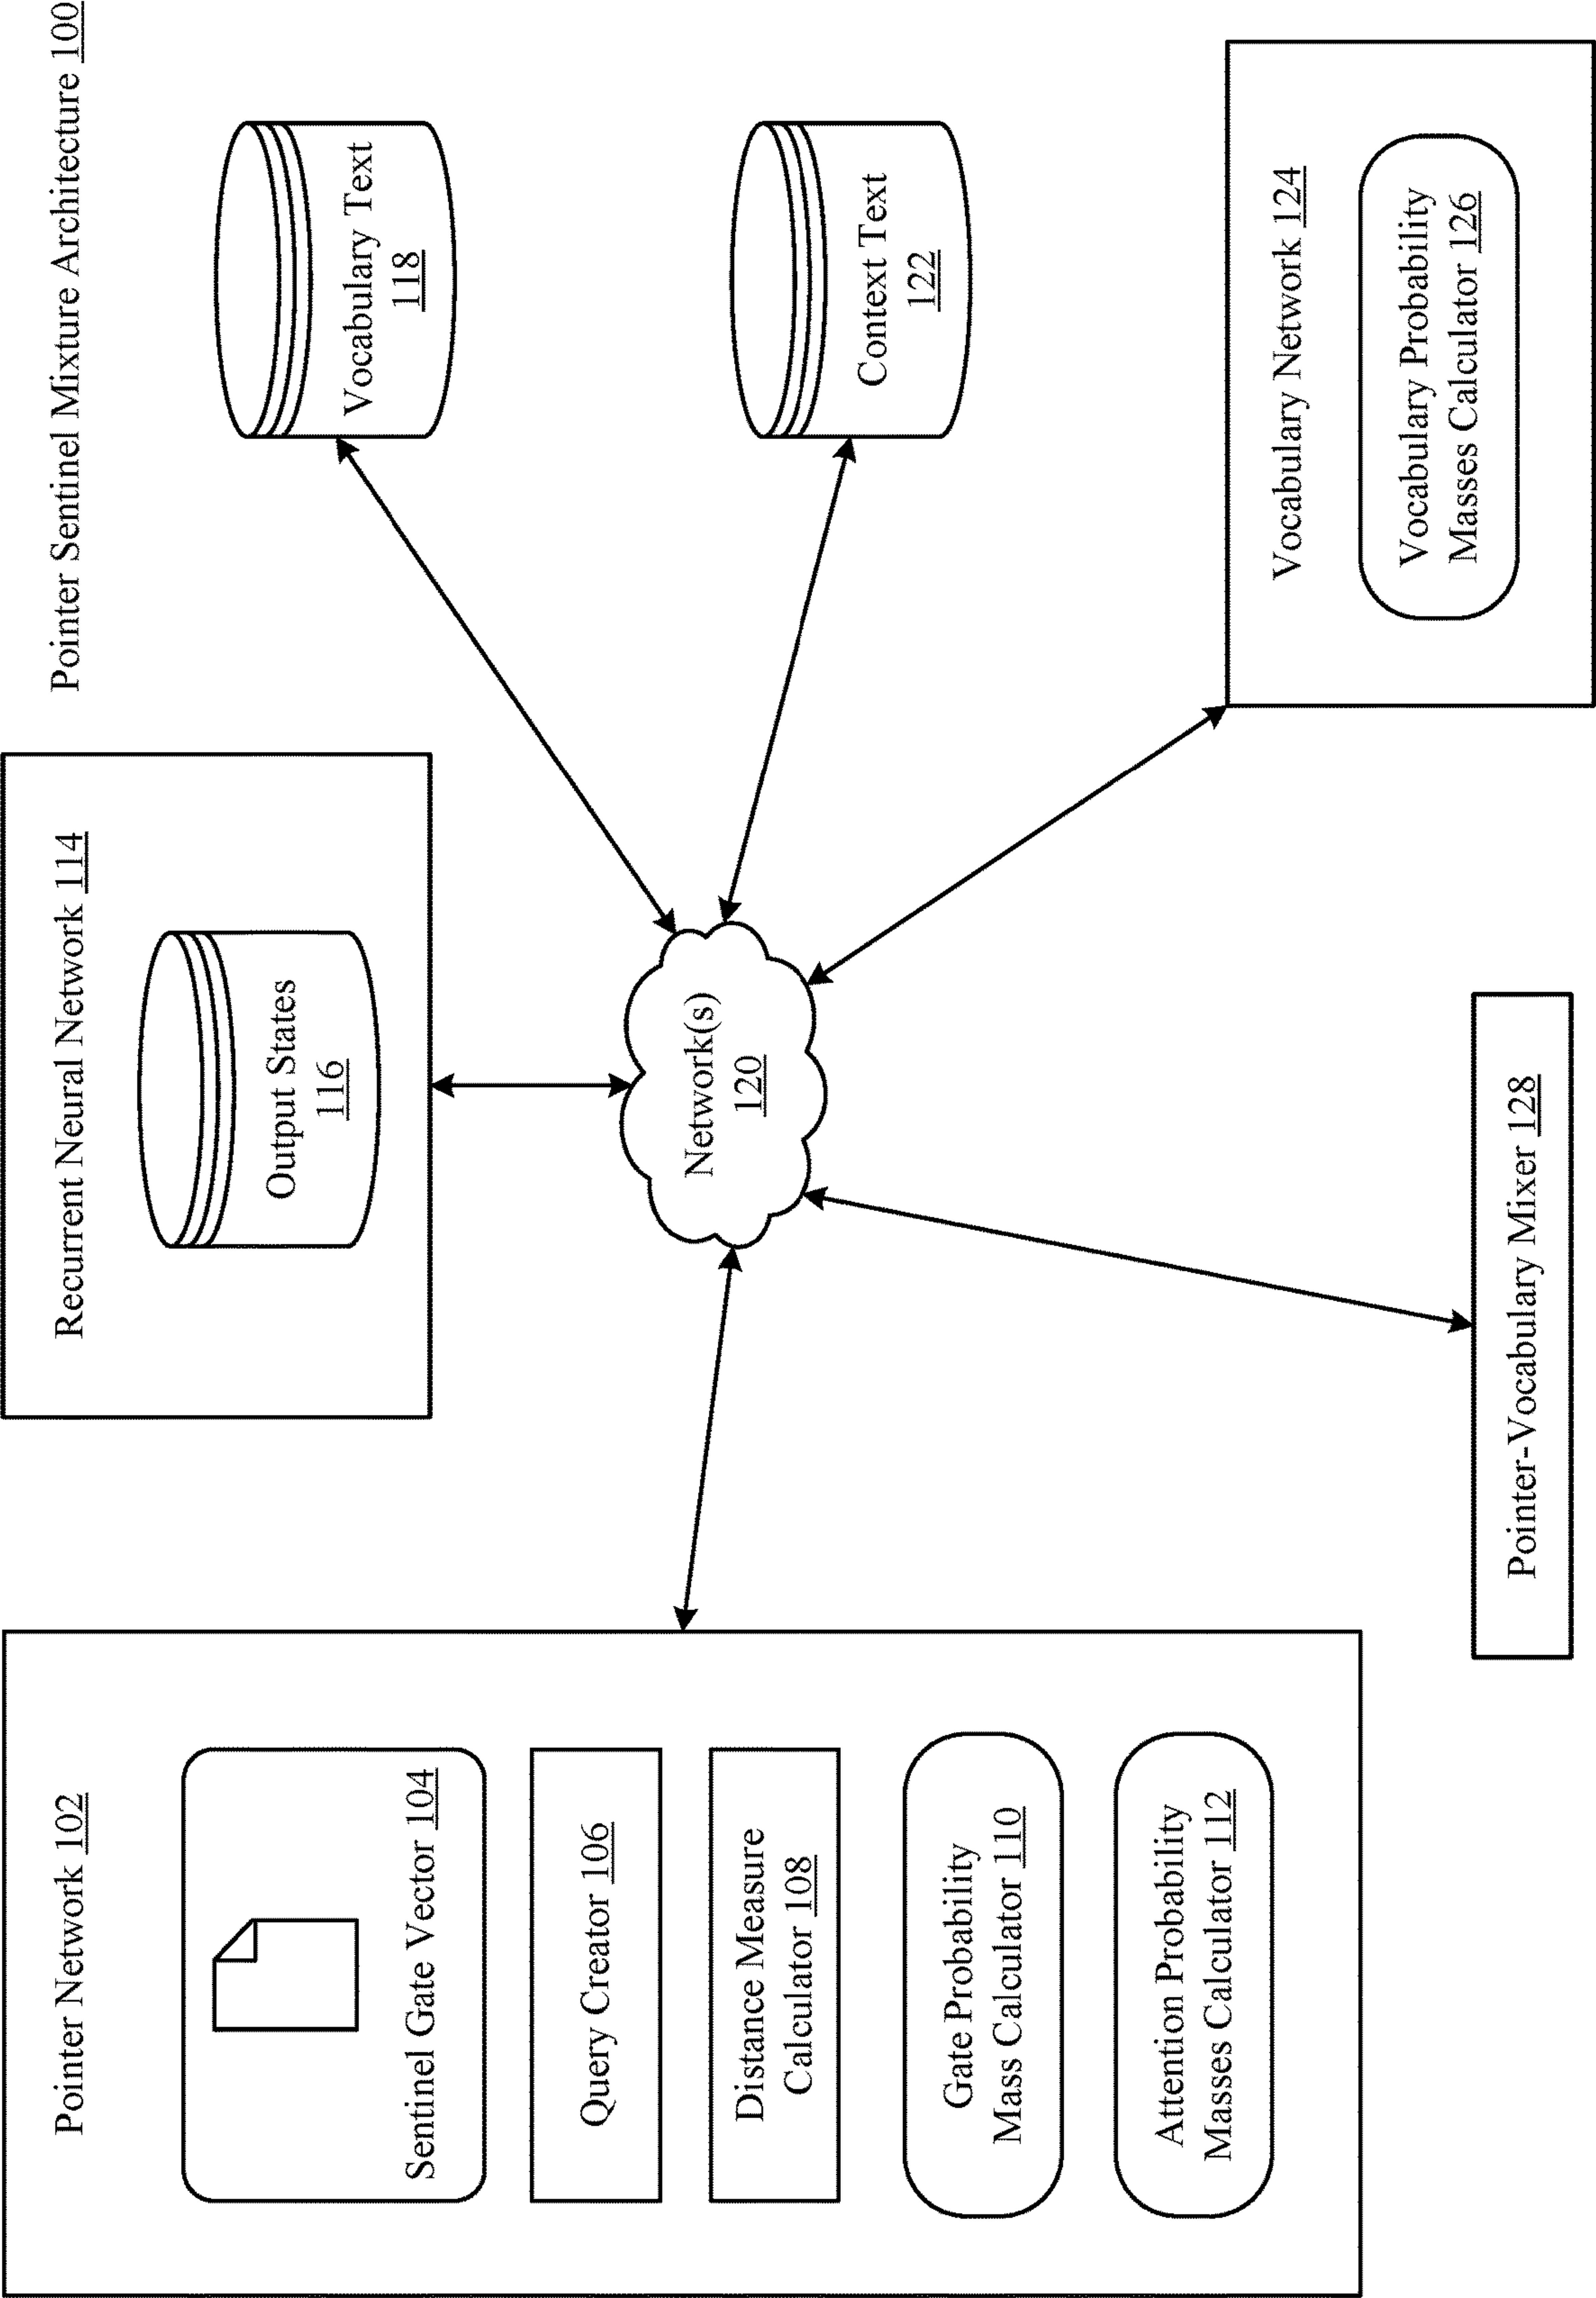 Pointer Sentinel Mixture Architecture 100
Pointer Network 102
Sentinel Gate Vector 104
Query Creator 106
Distance Measure
Calculator 108
Gate Probability
Mass Calculator 110
Attention Probability
Masses Calculator 112
Recurrent Neural Network 114
Output States
116
Vocabulary Text
118
Network(s)
120
Context Text
122
Vocabulary Network 124
Vocabulary Probability
Masses Calculator 126
Pointer-Vocabulary Mixer 128